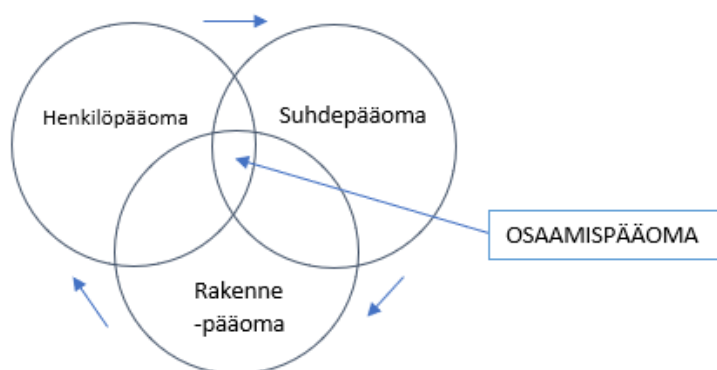 Henkilöpääoma
Suhdepääoma
OSAAMISPÄÄOMA
Rakenne
-pääoma